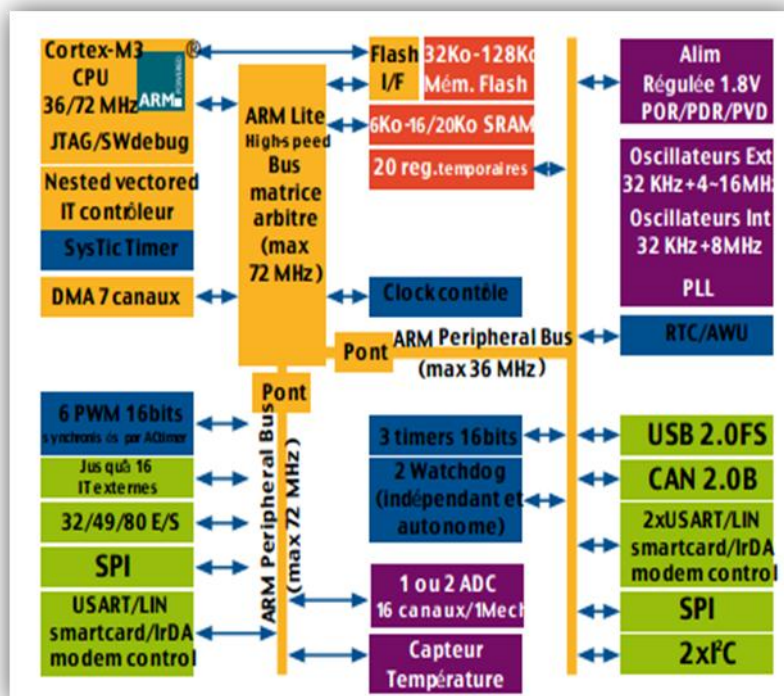 Cortex-M3
CPU
36/72 MHz
ARM
POWERED
®
JTAG/SWdebug
Nested vectored
IT contrôleur
SysTic Timer
DMA 7 canaux
ARM Lite
High-speed
Bus
matrice
arbitre
(max
72 MHz)
Flash
I/F
32Ko-128Ko
Mém. Flash
6Ko-16/20Ko SRAM
20 reg.temporaires
Clock contôle
Pont
ARM Peripheral Bus
(max 36 MHz)
Alim
Régulée 1.8V
POR/PDR/PVD
Oscillateurs Ext
32 KHz+4~16MHz
Oscillateurs Int
32 KHz+8MHz
PLL
RTC/AWU
Pont
ARM Peripheral Bus
(max 72 MHz)
6 PWM 16bits
synchronisés par ACtimer
Jusquà 16
IT externes
32/49/80 E/S
SPI
USART/LIN
smartcard/IrDA
modem control
3 timers 16bits
2 Watchdog
(indépendant et
autonome)
1 ou 2 ADC
16 canaux/1Mech
Capteur
Température
USB 2.0FS
CAN 2.0B
2xUSART/LIN
smartcard/IrDA
modem control
SPI
2xI²C